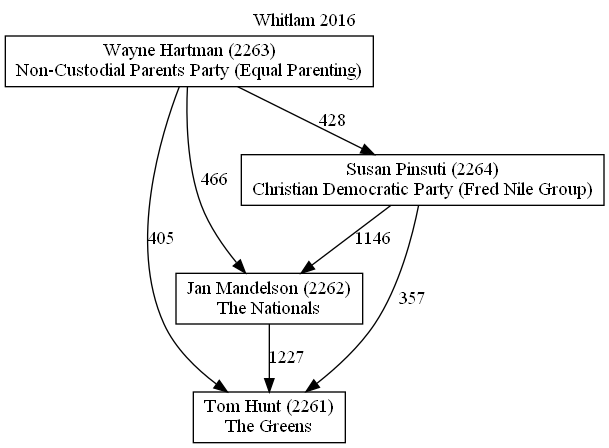 Whitlam 2016
Wayne Hartman (2263)
Non-Custodial Parents Party (Equal Parenting)
428
Susan Pinsuti (2264)
Christian Democratic Party (Fred Nile Group)
466
405
1146
Jan Mandelson (2262)
The Nationals
357
1227
Tom Hunt (2261)
The Greens